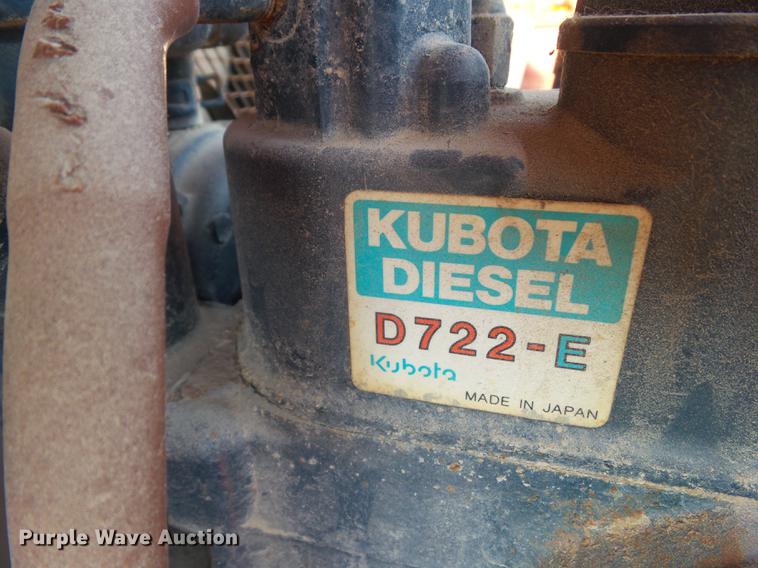 KUBOTA
DIESEL
D722-E
Kubota
MADE IN JAPAN
Purple Wave Auction